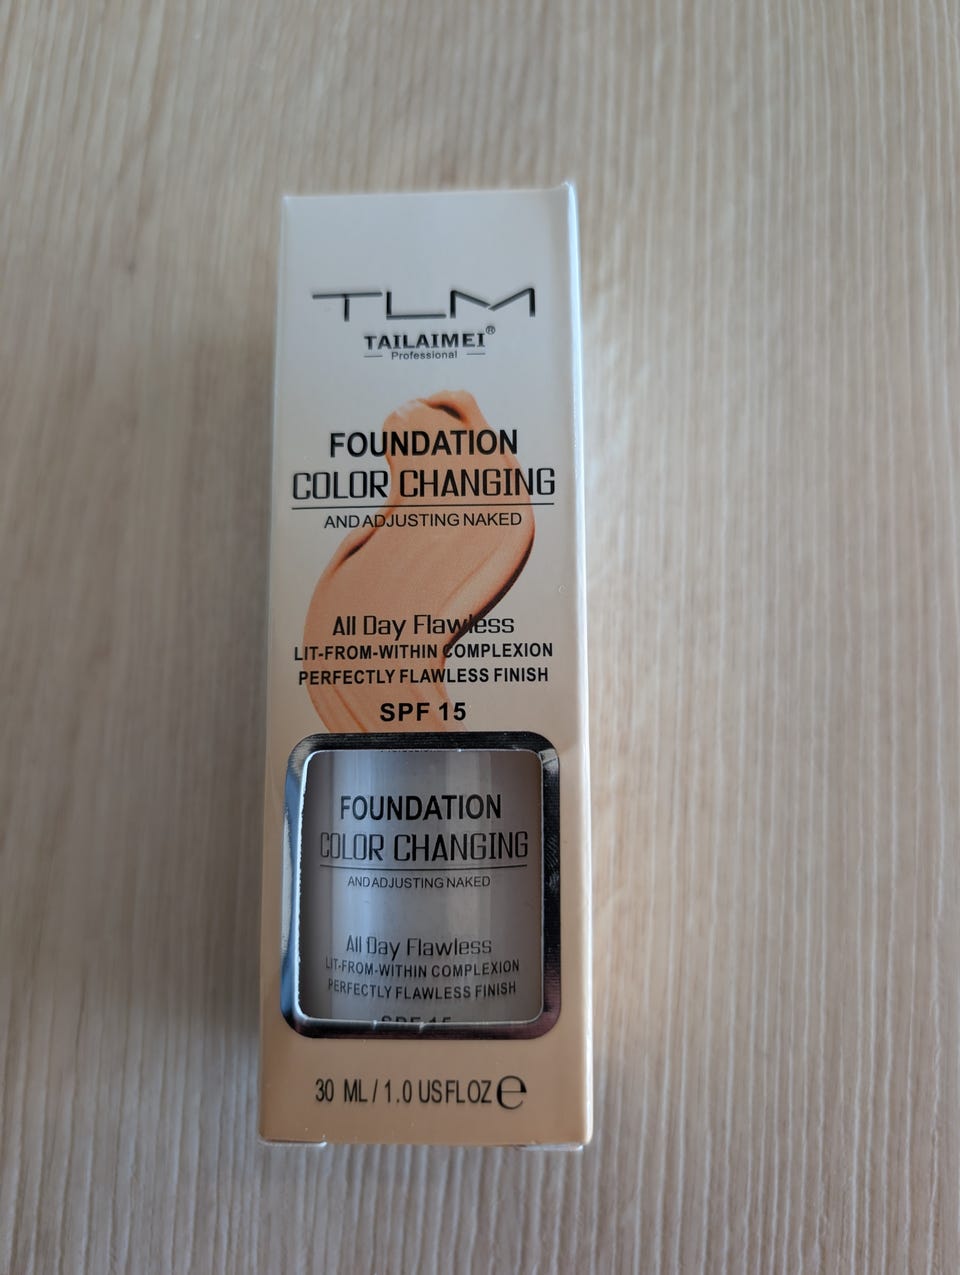 TLM
TAILAIMEI®
Professional
FOUNDATION
COLOR CHANGING
AND ADJUSTING NAKED
All Day Flawless
LIT-FROM-WITHIN COMPLEXION
PERFECTLY FLAWLESS FINISH
SPF 15
FOUNDATION
COLOR CHANGING
AND ADJUSTING NAKED
All Day Flawless
LIT-FROM-WITHIN COMPLEXION
PERFECTLY FLAWLESS FINISH
SPF 15
30 ML / 1.0 US FL OZ ℮